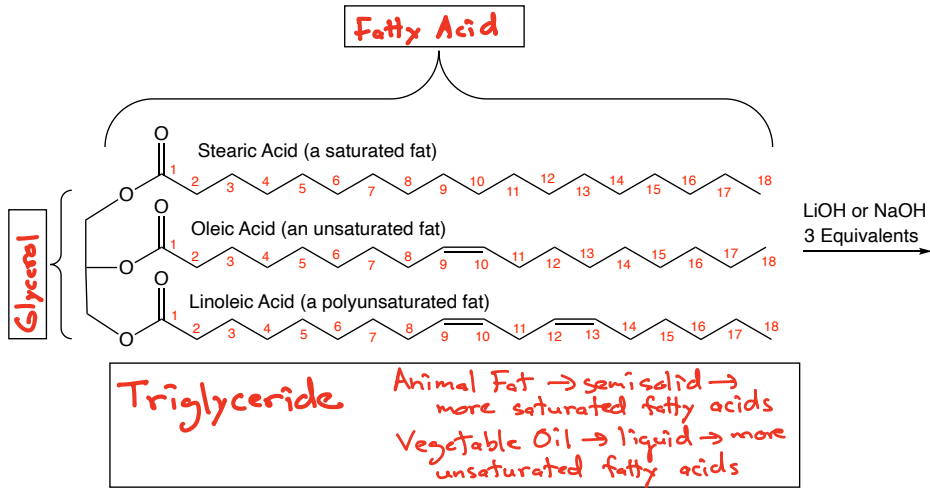 Fatty Acid
O
Stearic Acid (a saturated fat)
1 2 3 4 5 6 7 8 9 10 11 12 13 14 15 16 17 18
O
O
Oleic Acid (an unsaturated fat)
1 2 3 4 5 6 7 8 9 10 11 12 13 14 15 16 17 18
O
O
Linoleic Acid (a polyunsaturated fat)
1 2 3 4 5 6 7 8 9 10 11 12 13 14 15 16 17 18
O
Glycerol
LiOH or NaOH
3 Equivalents
Triglyceride
Animal Fat → semisolid →
more saturated fatty acids
Vegetable Oil → liquid → more
unsaturated fatty acids